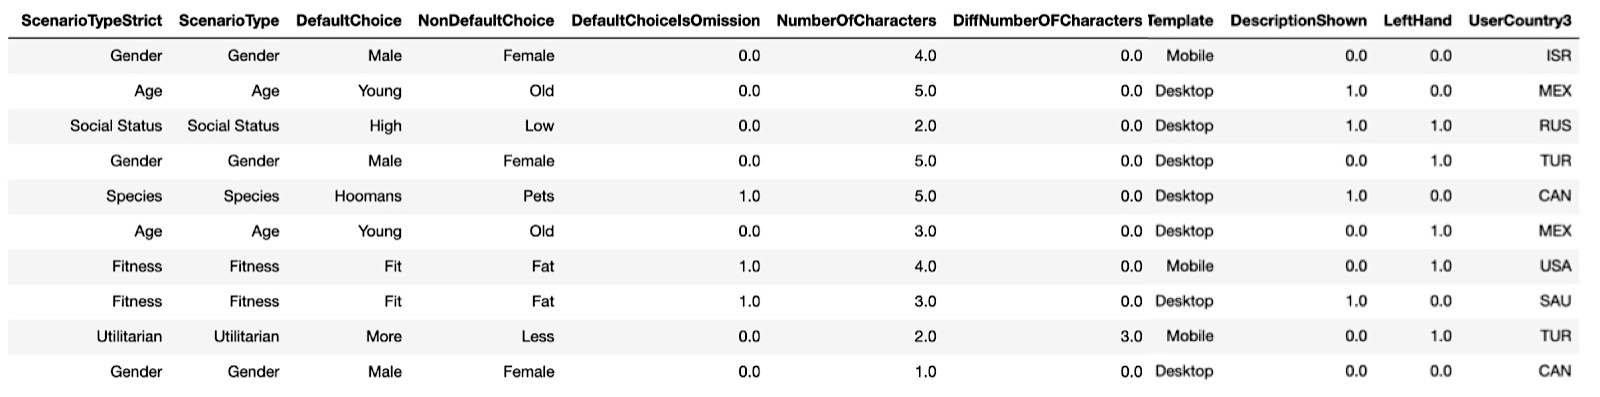 ScenarioTypeStrict ScenarioType DefaultChoice NonDefaultChoice DefaultChoiceIsOmission NumberOfCharacters DiffNumberOFCharacters Template DescriptionShown LeftHand UserCountry3
Gender Gender Male Female 0.0 4.0 0.0 Mobile 0.0 0.0 ISR
Age Age Young Old 0.0 5.0 0.0 Desktop 1.0 0.0 MEX
Social Status Social Status High Low 0.0 2.0 0.0 Desktop 1.0 1.0 RUS
Gender Gender Male Female 0.0 5.0 0.0 Desktop 0.0 1.0 TUR
Species Species Hoomans Pets 1.0 5.0 0.0 Desktop 1.0 0.0 CAN
Age Age Young Old 0.0 3.0 0.0 Desktop 0.0 1.0 MEX
Fitness Fitness Fit Fat 1.0 4.0 0.0 Mobile 0.0 1.0 USA
Fitness Fitness Fit Fat 1.0 3.0 0.0 Desktop 1.0 0.0 SAU
Utilitarian Utilitarian More Less 0.0 2.0 3.0 Mobile 0.0 1.0 TUR
Gender Gender Male Female 0.0 1.0 0.0 Desktop 0.0 0.0 CAN